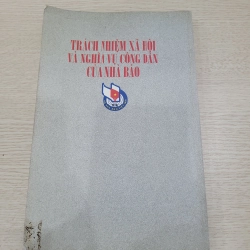 TRÁCH NHIỆM XÃ HỘI
VÀ NGHĨA VỤ CÔNG DÂN
CỦA NHÀ BÁO